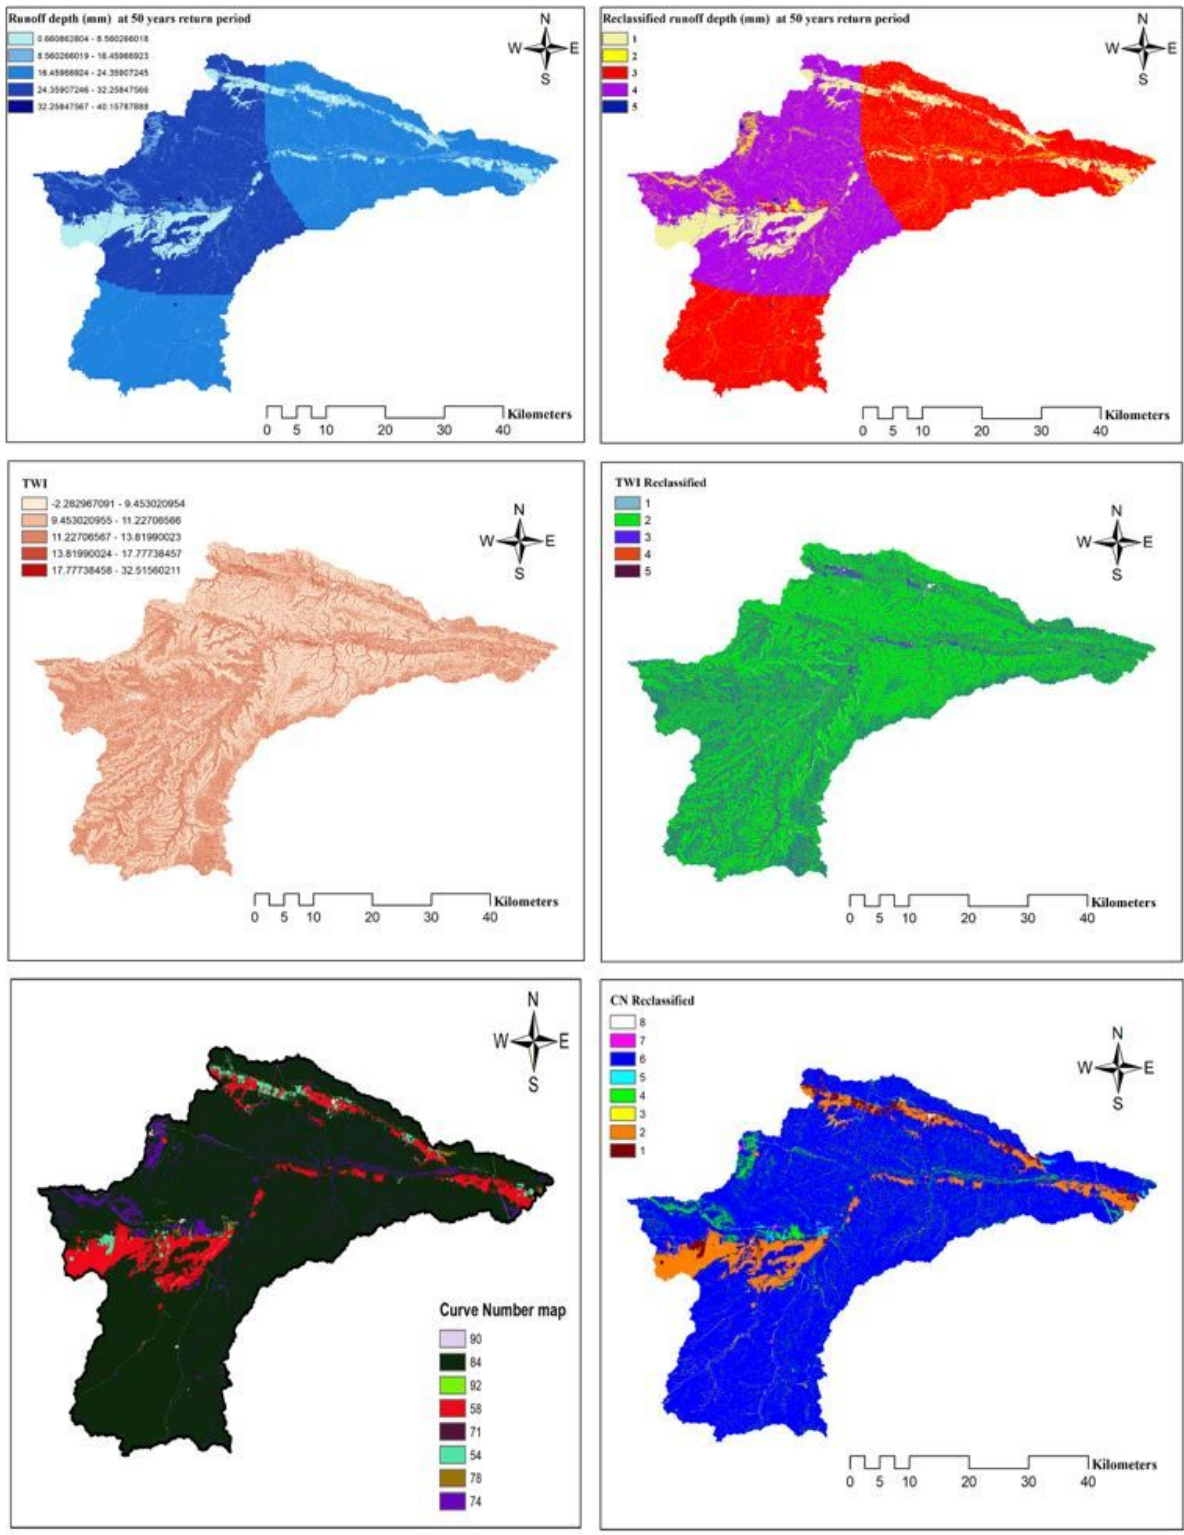 Runoff depth (mm) at 50 years return period
0.660862804 - 8.560266018
8.560266019 - 16.45966923
16.45966924 - 24.35907245
24.35907246 - 32.25847566
32.25847567 - 40.15787888
N
W E
S
Kilometers
0 5 10 20 30 40
Reclassified runoff depth (mm) at 50 years return period
1
2
3
4
5
N
W E
S
Kilometers
0 5 10 20 30 40
TWI
-2.282967091 - 9.453020954
9.453020955 - 11.22706566
11.22706567 - 13.81990023
13.81990024 - 17.77738457
17.77738458 - 32.51560211
N
W E
S
Kilometers
0 5 10 20 30 40
TWI Reclassified
1
2
3
4
5
N
W E
S
Kilometers
0 5 10 20 30 40
N
W E
S
Curve Number map
90
84
92
58
71
54
78
74
CN Reclassified
8
7
6
5
4
3
2
1
N
W E
S
Kilometers
0 5 10 20 30 40